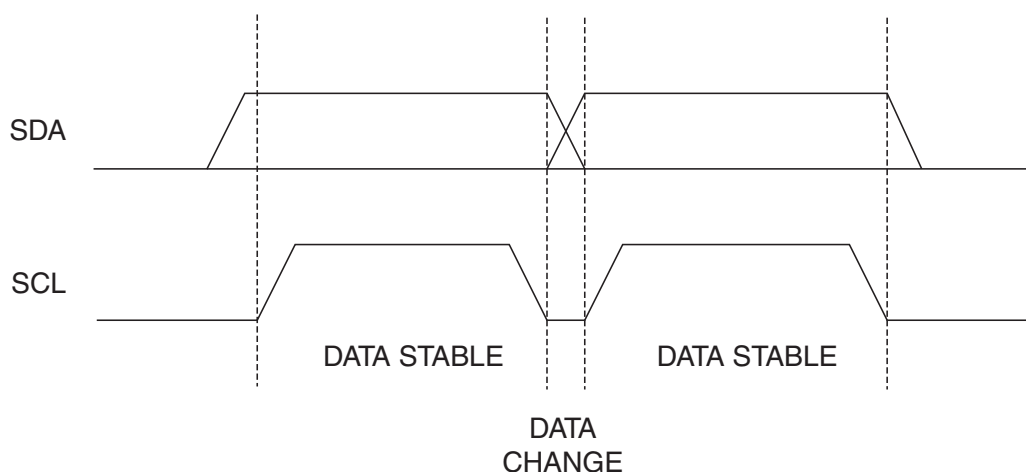 SDA
SCL
DATA STABLE
DATA STABLE
DATA
CHANGE